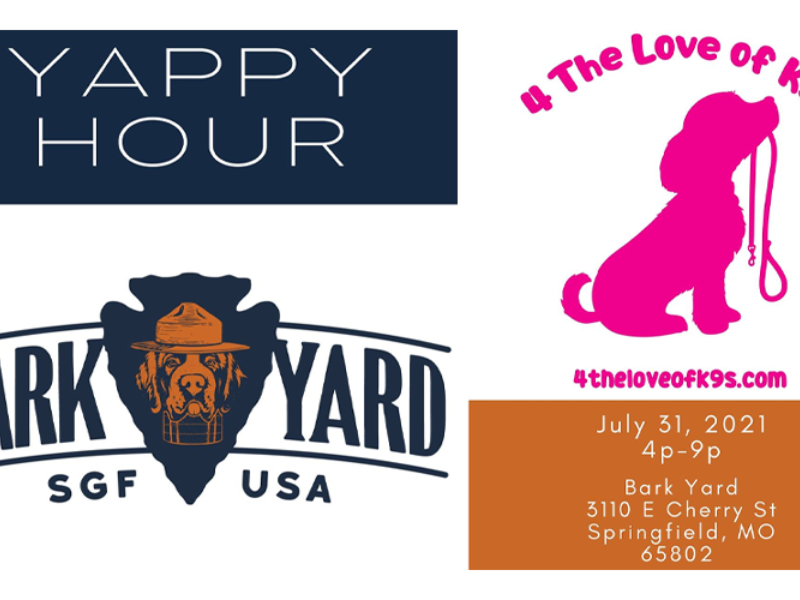 YAPPY
HOUR
4 The Love of K
ARK YARD
SGF USA
4theloveofk9s.com
July 31, 2021
4p-9p
Bark Yard
3110 E Cherry St
Springfield, MO
65802